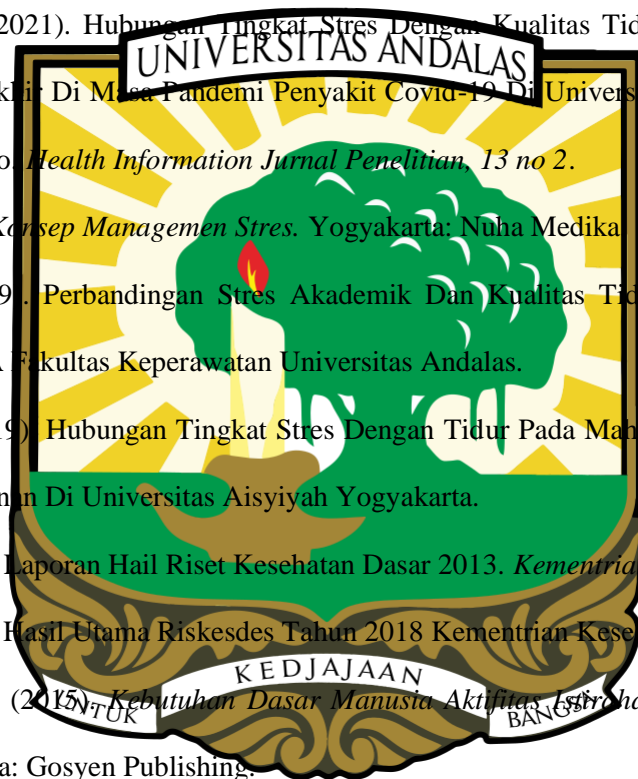 2021). Hubungan Tingkat Stres Dengan Kualitas Tid
UNIVERSITAS ANDALAS
Di Masa Pandemi Penyakit Covid-19 Di Univers
o. Health Information Jurnal Penelitian, 13 no 2.
Konsep Managemen Stres. Yogyakarta: Nuha Medika
9). Perbandingan Stres Akademik Dan Kualitas Tid
A Fakultas Keperawatan Universitas Andalas.
19). Hubungan Tingkat Stres Dengan Tidur Pada Mah
nan Di Universitas Aisyiyah Yogyakarta.
Laporan Hail Riset Kesehatan Dasar 2013. Kementria
Hasil Utama Riskesdes Tahun 2018 Kementrian Kese
KEDJAJAAN
(2015). Kebutuhan Dasar Manusia Aktifitas Istiraha
UNTUK BANGSA
a: Gosyen Publishing.